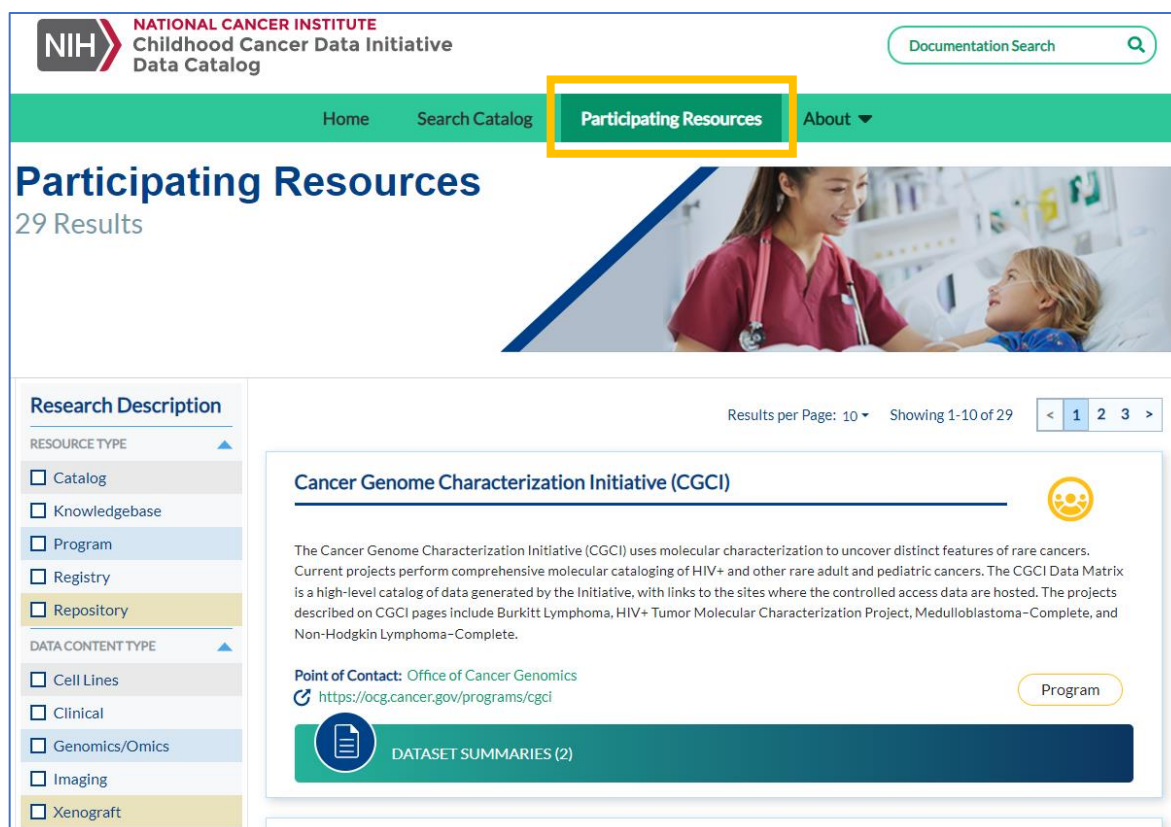 NIH
NATIONAL CANCER INSTITUTE
Childhood Cancer Data Initiative
Data Catalog
Documentation Search
Home
Search Catalog
Participating Resources
About
Participating Resources
29 Results
Research Description
RESOURCE TYPE
Catalog
Knowledgebase
Program
Registry
Repository
DATA CONTENT TYPE
Cell Lines
Clinical
Genomics/Omics
Imaging
Xenograft
Results per Page: 10
Showing 1-10 of 29
< 1 2 3 >
Cancer Genome Characterization Initiative (CGCI)
The Cancer Genome Characterization Initiative (CGCI) uses molecular characterization to uncover distinct features of rare cancers.
Current projects perform comprehensive molecular cataloging of HIV+ and other rare adult and pediatric cancers. The CGCI Data Matrix
is a high-level catalog of data generated by the Initiative, with links to the sites where the controlled access data are hosted. The projects
described on CGCI pages include Burkitt Lymphoma, HIV+ Tumor Molecular Characterization Project, Medulloblastoma–Complete, and
Non-Hodgkin Lymphoma–Complete.
Point of Contact: Office of Cancer Genomics
https://ocg.cancer.gov/programs/cgci
Program
DATASET SUMMARIES (2)